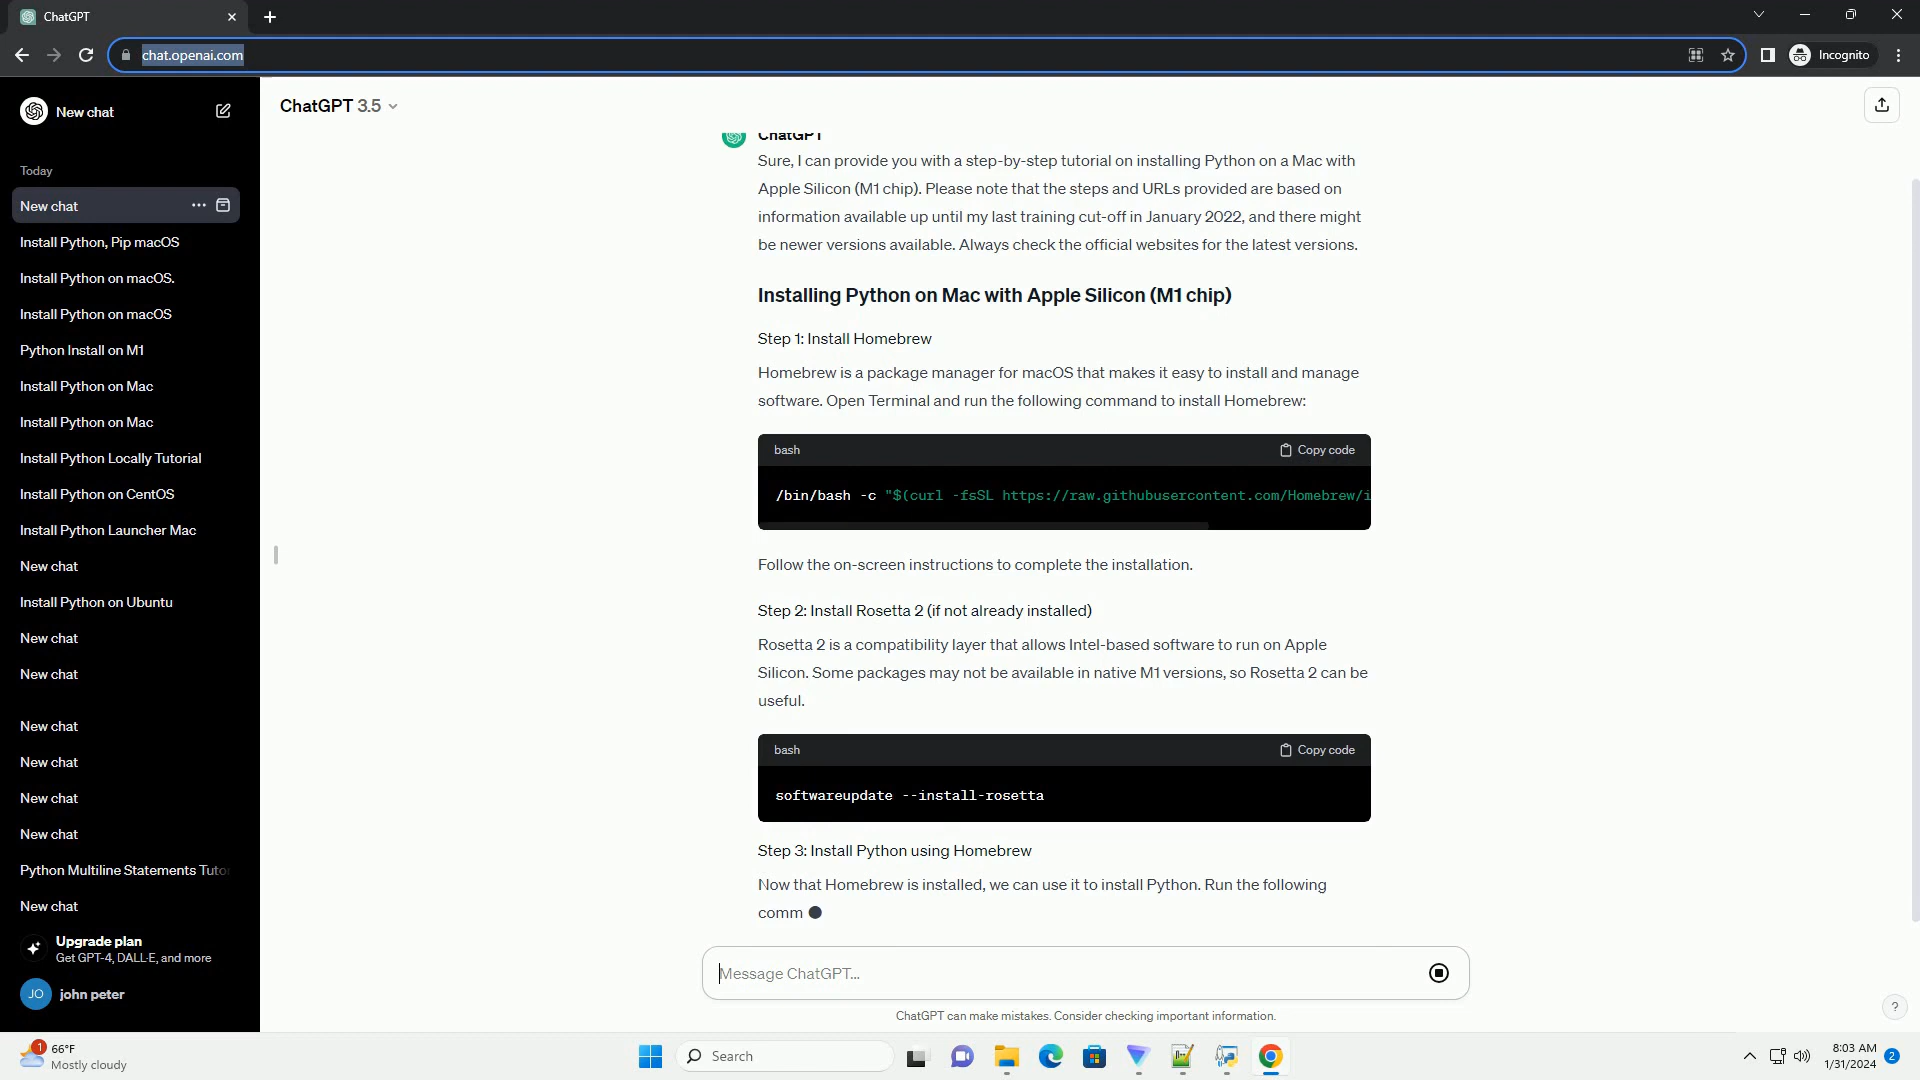 ChatGPT
chat.openai.com
Incognito
New chat
Today
New chat
Install Python, Pip macOS
Install Python on macOS.
Install Python on macOS
Python Install on M1
Install Python on Mac
Install Python on Mac
Install Python Locally Tutorial
Install Python on CentOS
Install Python Launcher Mac
New chat
Install Python on Ubuntu
New chat
New chat
New chat
New chat
New chat
New chat
Python Multiline Statements Tuto
New chat
Upgrade plan
Get GPT-4, DALL·E, and more
JO john peter
ChatGPT 3.5
ChatGPT
Sure, I can provide you with a step-by-step tutorial on installing Python on a Mac with
Apple Silicon (M1 chip). Please note that the steps and URLs provided are based on
information available up until my last training cut-off in January 2022, and there might
be newer versions available. Always check the official websites for the latest versions.
Installing Python on Mac with Apple Silicon (M1 chip)
Step 1: Install Homebrew
Homebrew is a package manager for macOS that makes it easy to install and manage
software. Open Terminal and run the following command to install Homebrew:
bash Copy code
/bin/bash -c "$(curl -fsSL https://raw.githubusercontent.com/Homebrew/i
Follow the on-screen instructions to complete the installation.
Step 2: Install Rosetta 2 (if not already installed)
Rosetta 2 is a compatibility layer that allows Intel-based software to run on Apple
Silicon. Some packages may not be available in native M1 versions, so Rosetta 2 can be
useful.
bash Copy code
softwareupdate --install-rosetta
Step 3: Install Python using Homebrew
Now that Homebrew is installed, we can use it to install Python. Run the following
comm
Message ChatGPT...
ChatGPT can make mistakes. Consider checking important information.
?
1
66°F
Mostly cloudy
Search
8:03 AM
1/31/2024
2